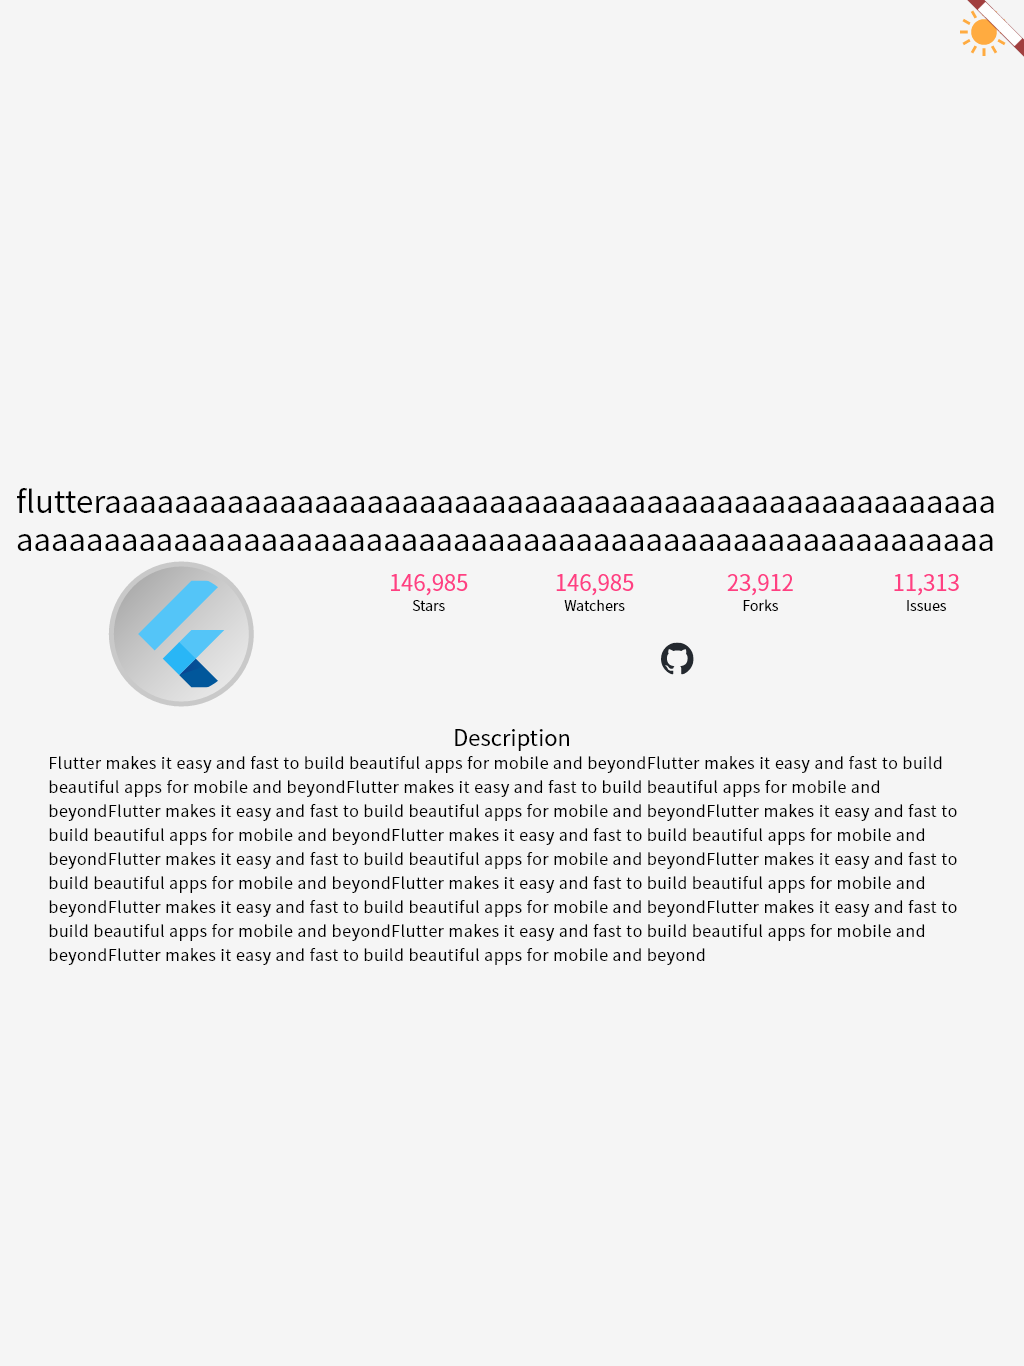 flutteraaaaaaaaaaaaaaaaaaaaaaaaaaaaaaaaaaaaaaaaaaaaaaaaaaa
aaaaaaaaaaaaaaaaaaaaaaaaaaaaaaaaaaaaaaaaaaaaaaaaaaaaaaaa
146,985 146,985 23,912 11,313
Stars Watchers Forks Issues
Description
Flutter makes it easy and fast to build beautiful apps for mobile and beyondFlutter makes it easy and fast to build
beautiful apps for mobile and beyondFlutter makes it easy and fast to build beautiful apps for mobile and
beyondFlutter makes it easy and fast to build beautiful apps for mobile and beyondFlutter makes it easy and fast to
build beautiful apps for mobile and beyondFlutter makes it easy and fast to build beautiful apps for mobile and
beyondFlutter makes it easy and fast to build beautiful apps for mobile and beyondFlutter makes it easy and fast to
build beautiful apps for mobile and beyondFlutter makes it easy and fast to build beautiful apps for mobile and
beyondFlutter makes it easy and fast to build beautiful apps for mobile and beyondFlutter makes it easy and fast to
build beautiful apps for mobile and beyondFlutter makes it easy and fast to build beautiful apps for mobile and
beyondFlutter makes it easy and fast to build beautiful apps for mobile and beyond